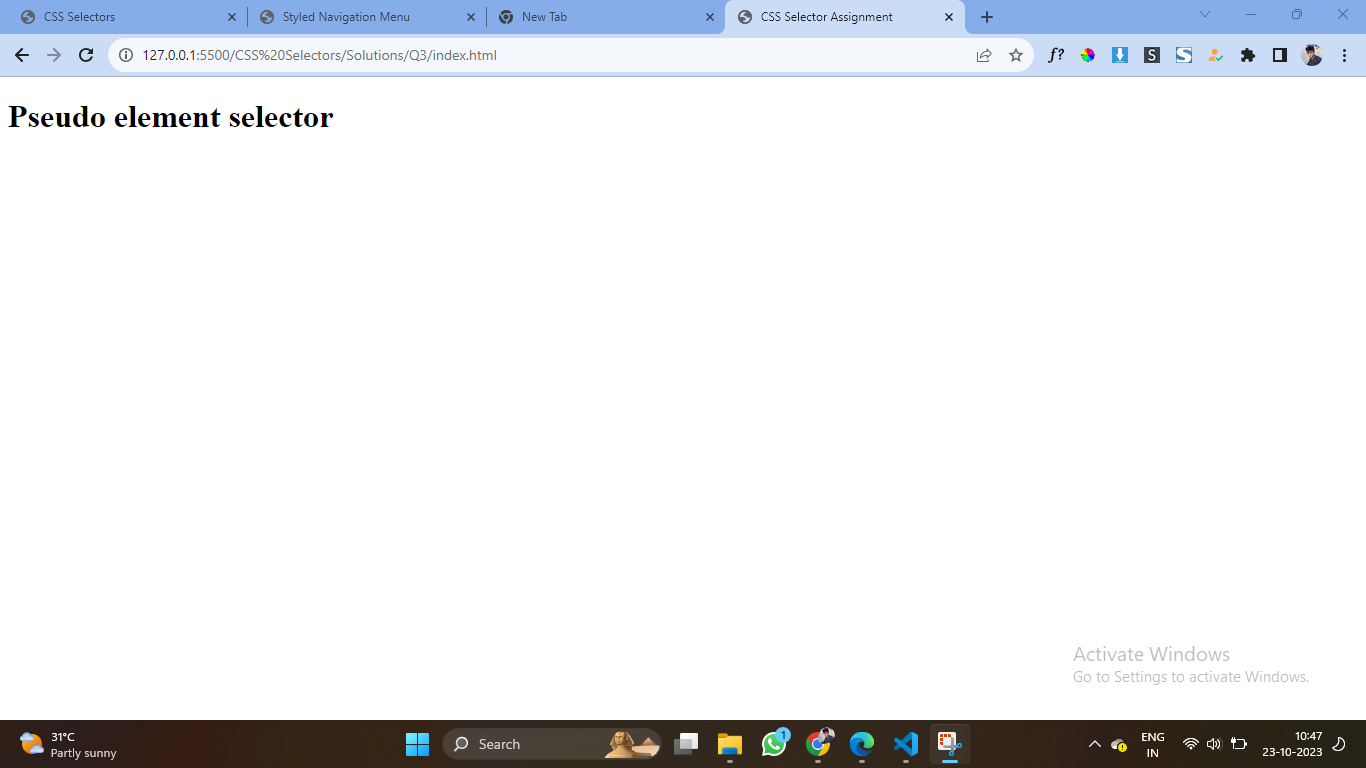 CSS Selectors
Styled Navigation Menu
New Tab
CSS Selector Assignment
127.0.0.1:5500/CSS%20Selectors/Solutions/Q3/index.html
f?
S
S
Pseudo element selector
Activate Windows
Go to Settings to activate Windows.
31°C
Partly sunny
Search
1
ENG
IN
10:47
23-10-2023